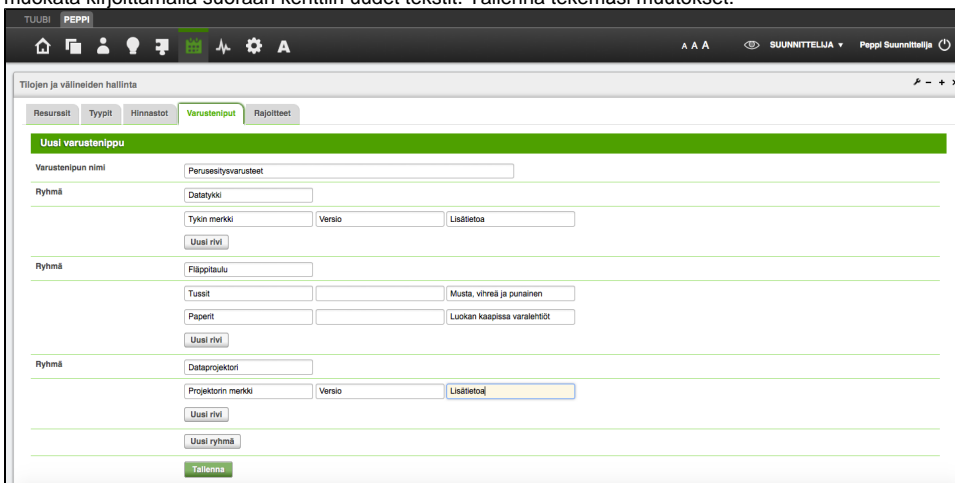 muokata kirjoittamalla suoraan kenttiin uudet tekstit. Tallenna tekemäsi muutokset.
TUUBI PEPPI
A A A A SUUNNITTELIJA Peppi Suunnittelija
Tilojen ja välineiden hallinta
Resurssit Tyypit Hinnastot Varusteniput Rajoitteet
Uusi varustenippu
Varustenipun nimi Perusesitysvarusteet
Ryhmä Datatykki
Tykin merkki Versio Lisätietoa
Uusi rivi
Ryhmä Fläppitaulu
Tussit Musta, vihreä ja punainen
Paperit Luokan kaapissa varalehtiöt
Uusi rivi
Ryhmä Dataprojektori
Projektorin merkki Versio Lisätietoa
Uusi rivi
Uusi ryhmä
Tallenna